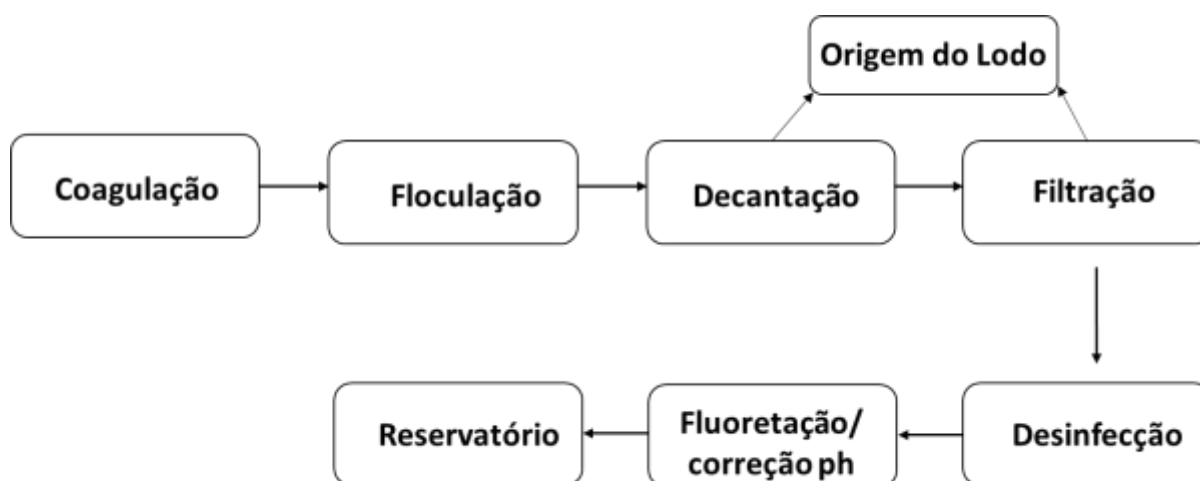 Origem do Lodo
Coagulação
Floculação
Decantação
Filtração
Reservatório
Fluoretação/
correção ph
Desinfecção